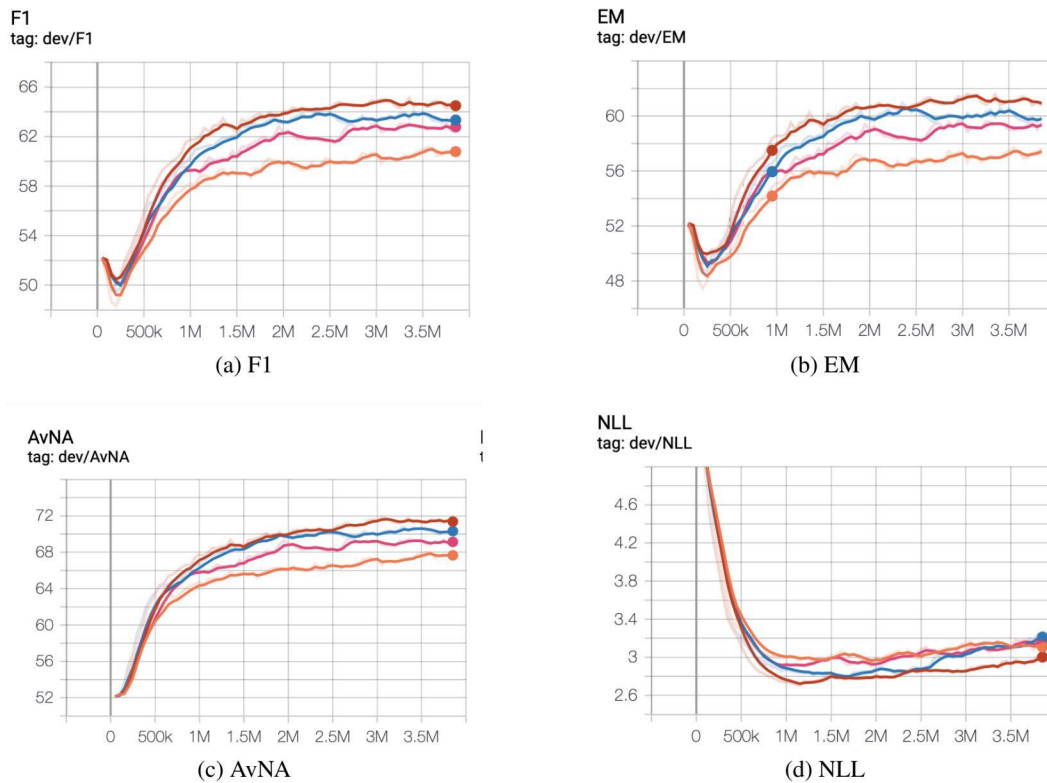 F1
tag: dev/F1
66
62
58
54
50
0 500k 1M 1.5M 2M 2.5M 3M 3.5M
(a) F1
EM
tag: dev/EM
60
56
52
48
0 500k 1M 1.5M 2M 2.5M 3M 3.5M
(b) EM
AvNA
tag: dev/AvNA
72
68
64
60
56
52
0 500k 1M 1.5M 2M 2.5M 3M 3.5M
(c) AvNA
NLL
tag: dev/NLL
4.6
4.2
3.8
3.4
3
2.6
0 500k 1M 1.5M 2M 2.5M 3M 3.5M
(d) NLL